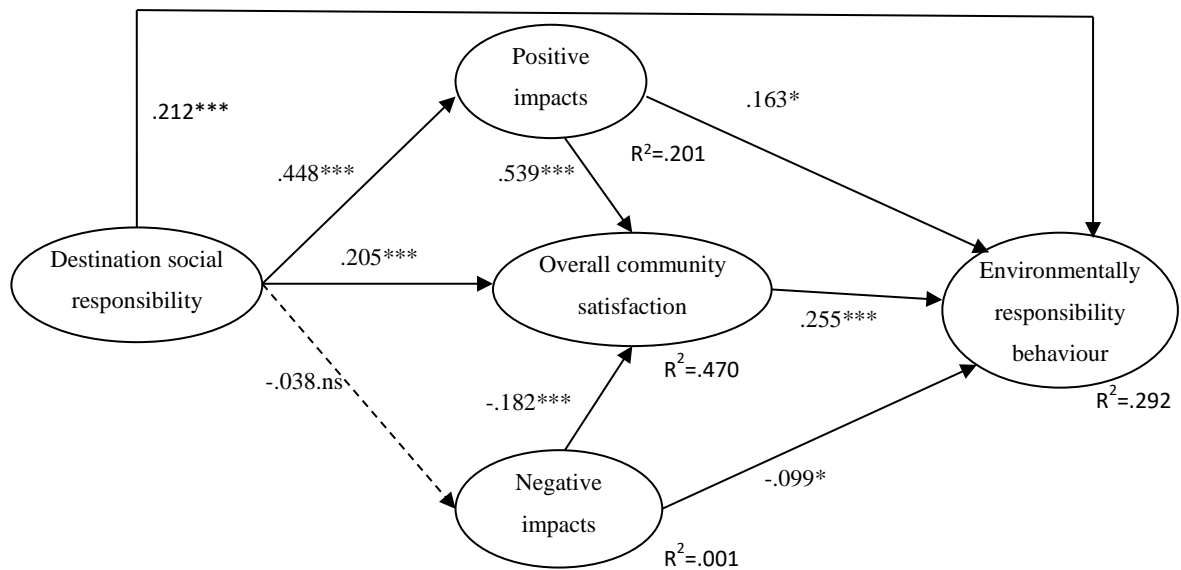 Positive
impacts
.163*
.212***
R²=.201
.448***
.539***
Destination social
responsibility
.205***
Overall community
satisfaction
Environmentally
responsibility
behaviour
.255***
R²=.470
-.038.ns
R²=.292
-.182***
Negative
impacts
-.099*
R²=.001